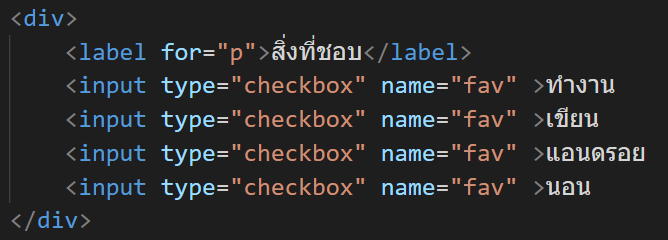 <div>
<label for="p">สิ่งที่ชอบ</label>
<input type="checkbox" name="fav" >ทำงาน
<input type="checkbox" name="fav" >เขียน
<input type="checkbox" name="fav" >แอนดรอย
<input type="checkbox" name="fav" >นอน
</div>